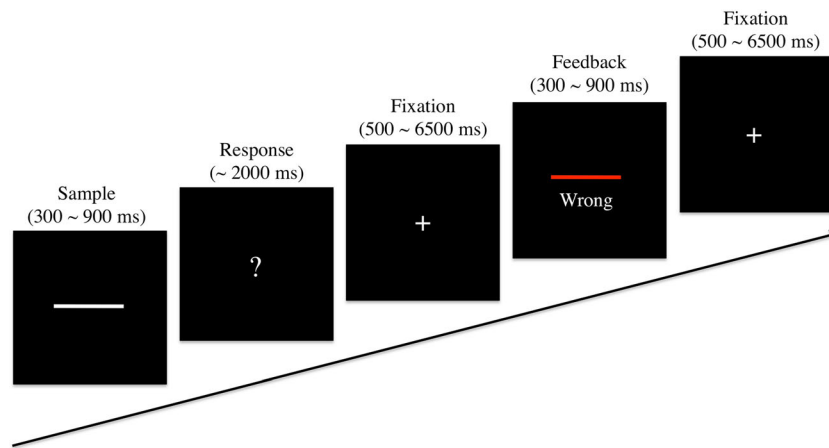 Sample
(300 ~ 900 ms)
Response
(~ 2000 ms)
?
Fixation
(500 ~ 6500 ms)
+
Feedback
(300 ~ 900 ms)
Wrong
Fixation
(500 ~ 6500 ms)
+